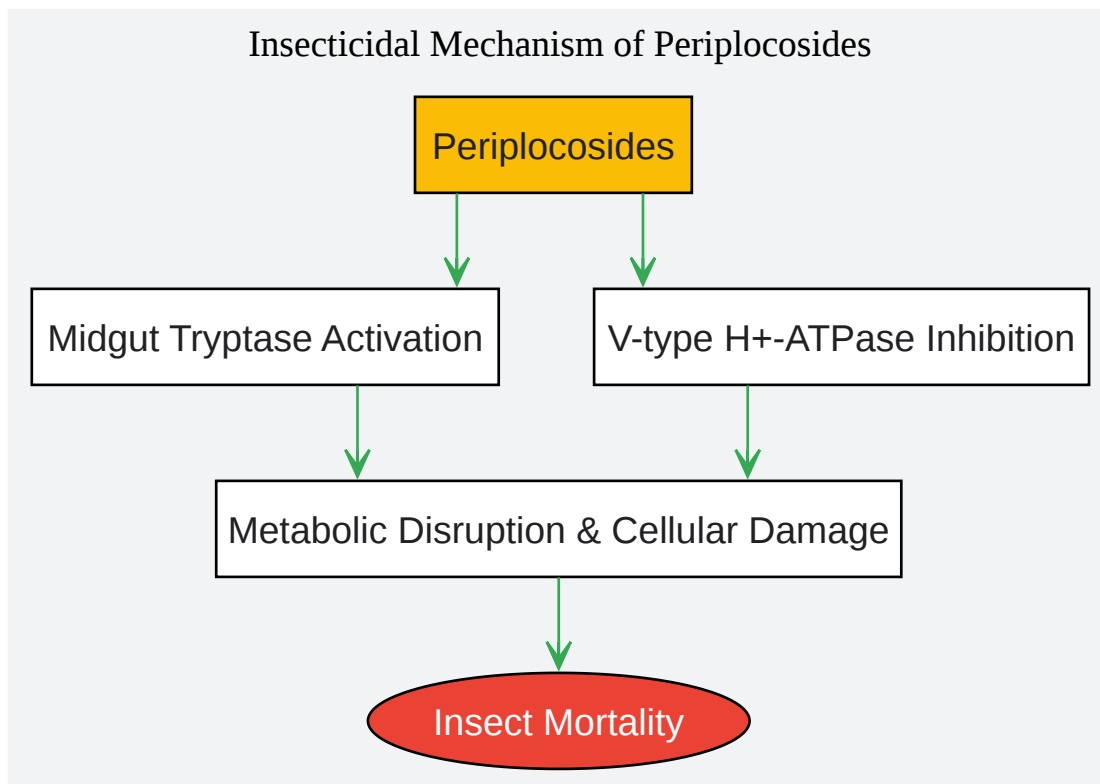 Insecticidal Mechanism of Periplocosides
Periplocosides
Midgut Tryptase Activation
V-type H+-ATPase Inhibition
Metabolic Disruption & Cellular Damage
Insect Mortality